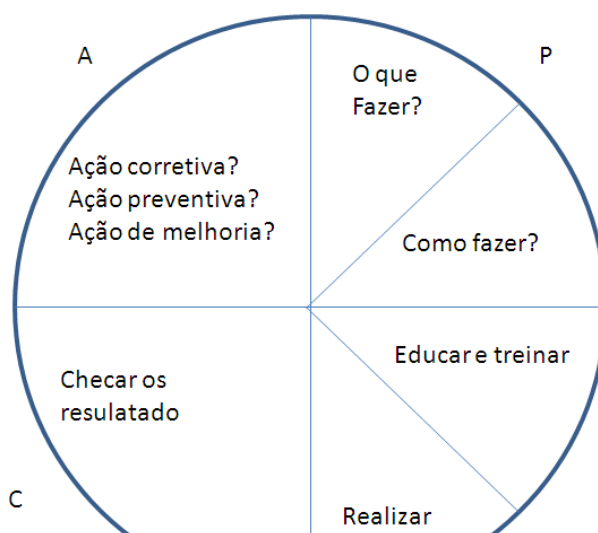 A
P
O que
Fazer?
Ação corretiva?
Ação preventiva?
Ação de melhoria?
Como fazer?
Educar e treinar
Checar os
resulatado
C
Realizar